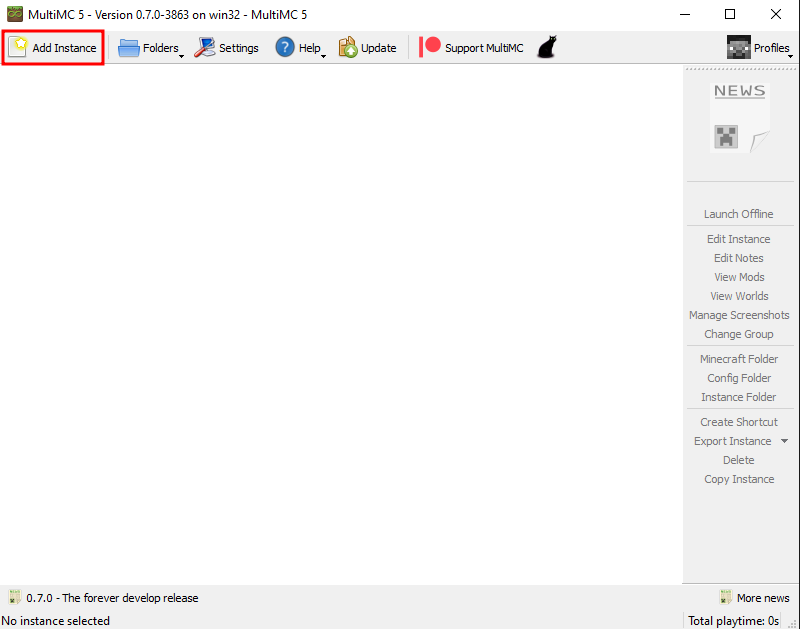 MultiMC 5 - Version 0.7.0-3863 on win32 - MultiMC 5
Add Instance Folders Settings Help Update Support MultiMC Profiles
NEWS
Launch Offline
Edit Instance
Edit Notes
View Mods
View Worlds
Manage Screenshots
Change Group
Minecraft Folder
Config Folder
Instance Folder
Create Shortcut
Export Instance
Delete
Copy Instance
0.7.0 - The forever develop release More news
No instance selected Total playtime: 0s